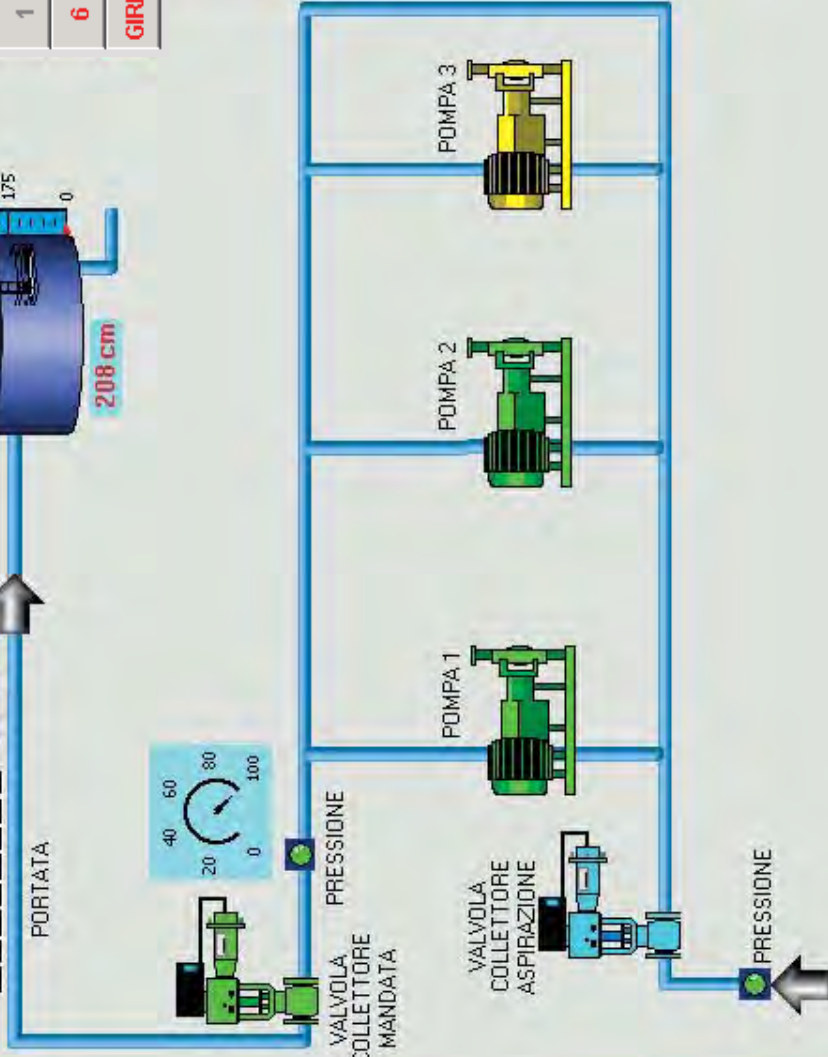 1
6
175
0
208 cm
PORTATA
POMPA 3
POMPA 2
POMPA 1
40
60
20
80
0
100
PRESSIONE
VALVOLA
COLLETTORE
MANDATA
VALVOLA
COLLETTORE
ASPIRAZIONE
PRESSIONE